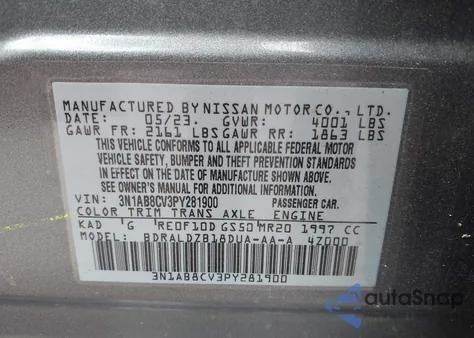 MANUFACTURED BY NISSAN MOTOR CO., LTD.
DATE: 05/23. GVWR: 4001 LBS
GAWR FR: 2161 LBS GAWR RR: 1863 LBS
THIS VEHICLE CONFORMS TO ALL APPLICABLE FEDERAL MOTOR
VEHICLE SAFETY, BUMPER AND THEFT PREVENTION STANDARDS
IN EFFECT ON THE DATE OF MANUFACTURE SHOWN ABOVE.
SEE OWNER'S MANUAL FOR ADDITIONAL INFORMATION.
VIN: 3N1AB8CV3PY281900 PASSENGER CAR.
COLOR TRIM TRANS AXLE ENGINE
KAD G RE0F10D GS50 MR20 1997 CC
MODEL: BDRALDZB18DUA-AA-A 4Z000
3N1AB8CV3PY281900
autaSnap